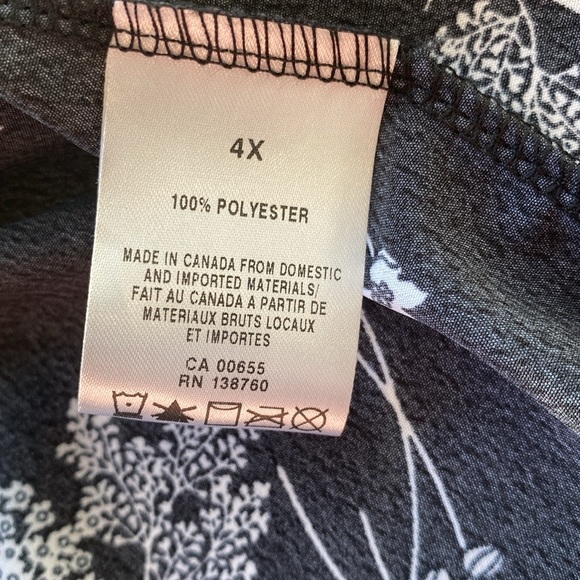 4X
100% POLYESTER
MADE IN CANADA FROM DOMESTIC
AND IMPORTED MATERIALS/
FAIT AU CANADA A PARTIR DE
MATERIAUX BRUTS LOCAUX
ET IMPORTES
CA 00655
RN 138760